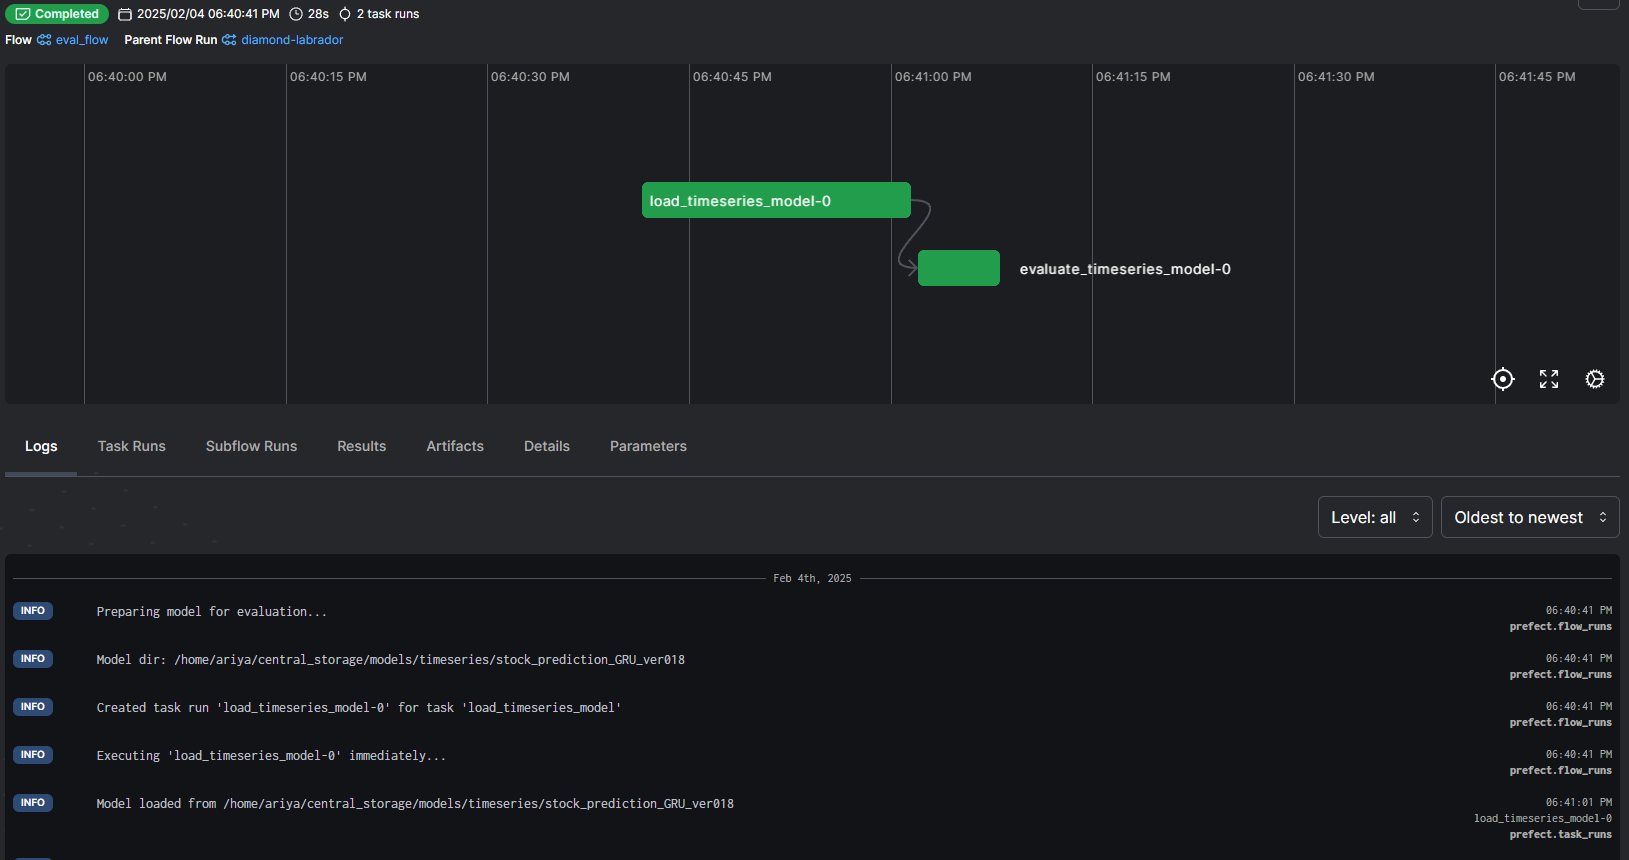 Completed 2025/02/04 06:40:41 PM 28s 2 task runs
Flow eval_flow Parent Flow Run diamond-labrador
06:40:00 PM 06:40:15 PM 06:40:30 PM 06:40:45 PM 06:41:00 PM 06:41:15 PM 06:41:30 PM 06:41:45 PM
load_timeseries_model-0
evaluate_timeseries_model-0
Logs Task Runs Subflow Runs Results Artifacts Details Parameters
Level: all Oldest to newest
Feb 4th, 2025
INFO Preparing model for evaluation... 06:40:41 PM
prefect.flow_runs
INFO Model dir: /home/ariya/central_storage/models/timeseries/stock_prediction_GRU_ver018 06:40:41 PM
prefect.flow_runs
INFO Created task run 'load_timeseries_model-0' for task 'load_timeseries_model' 06:40:41 PM
prefect.flow_runs
INFO Executing 'load_timeseries_model-0' immediately... 06:40:41 PM
prefect.flow_runs
INFO Model loaded from /home/ariya/central_storage/models/timeseries/stock_prediction_GRU_ver018 06:41:01 PM
load_timeseries_model-0
prefect.task_runs